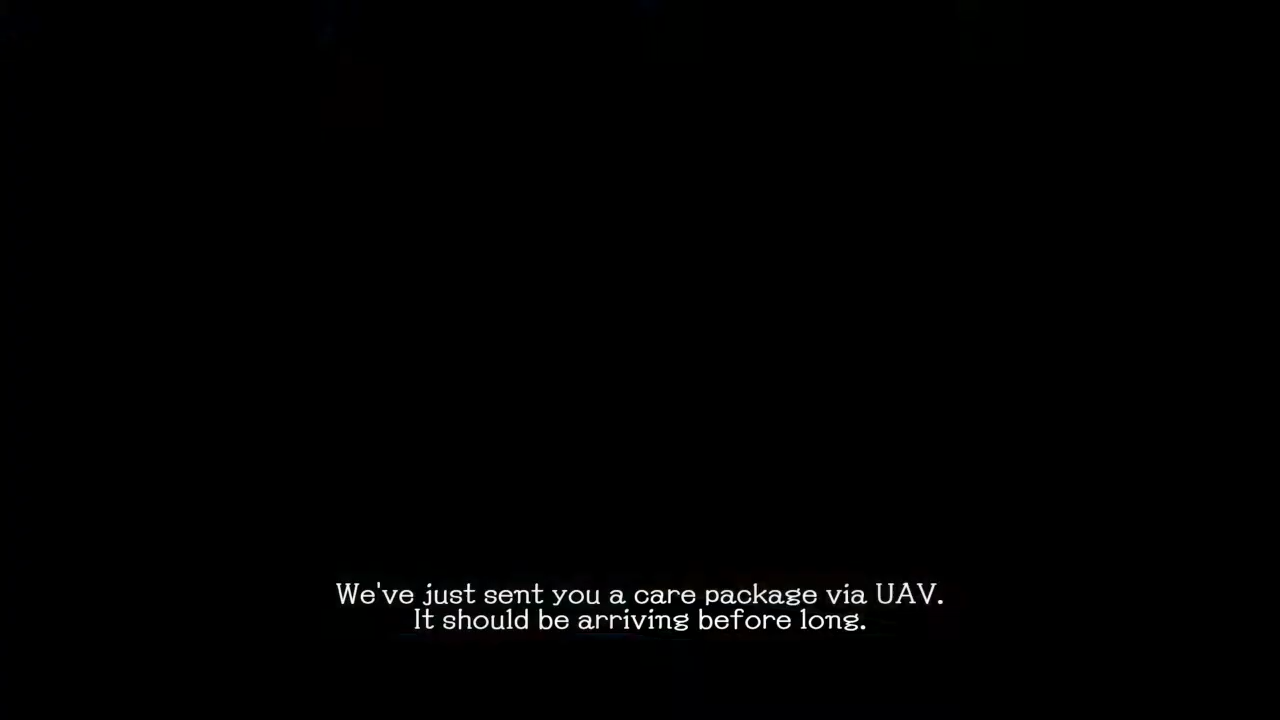 We've just sent you a care package via UAV.
It should be arriving before long.